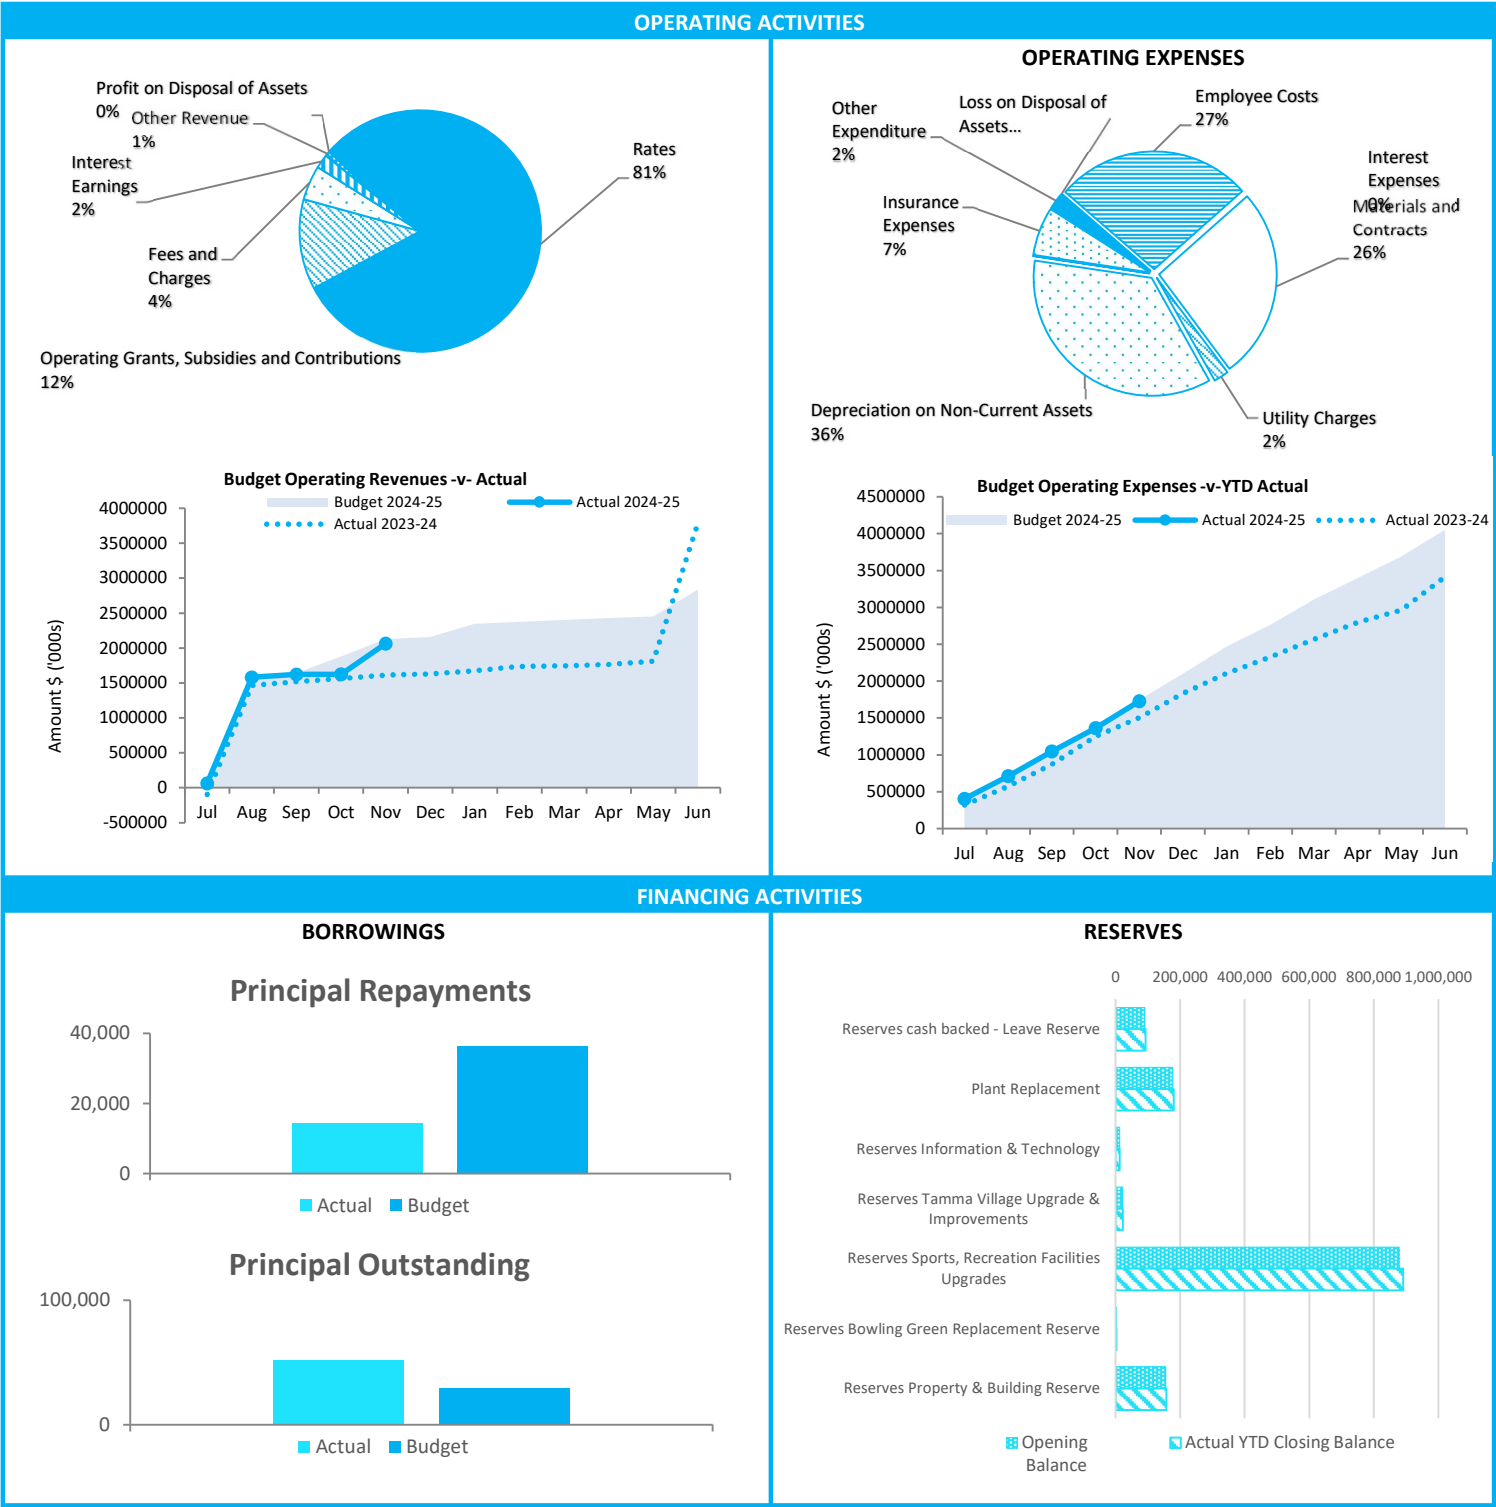 OPERATING ACTIVITIES
Profit on Disposal of Assets
0%
Other Revenue
1%
Interest
Earnings
2%
Fees and
Charges
4%
Operating Grants, Subsidies and Contributions
12%
Rates
81%
OPERATING EXPENSES
Other
Expenditure
2%
Loss on Disposal of
Assets...
Employee Costs
27%
Interest
Expenses
0%
Materials and
Contracts
26%
Insurance
Expenses
7%
Depreciation on Non-Current Assets
36%
Utility Charges
2%
Budget Operating Revenues -v- Actual
Budget 2024-25
Actual 2024-25
Actual 2023-24
Amount $ ('000s)
4000000
3500000
3000000
2500000
2000000
1500000
1000000
500000
0
-500000
Jul Aug Sep Oct Nov Dec Jan Feb Mar Apr May Jun
Budget Operating Expenses -v-YTD Actual
Budget 2024-25 Actual 2024-25 Actual 2023-24
Amount $ ('000s)
4500000
4000000
3500000
3000000
2500000
2000000
1500000
1000000
500000
0
Jul Aug Sep Oct Nov Dec Jan Feb Mar Apr May Jun
FINANCING ACTIVITIES
BORROWINGS
Principal Repayments
40,000
20,000
0
Actual Budget
Principal Outstanding
100,000
0
Actual Budget
RESERVES
0 200,000 400,000 600,000 800,000 1,000,000
Reserves cash backed - Leave Reserve
Plant Replacement
Reserves Information & Technology
Reserves Tamma Village Upgrade &
Improvements
Reserves Sports, Recreation Facilities
Upgrades
Reserves Bowling Green Replacement Reserve
Reserves Property & Building Reserve
Opening
Balance
Actual YTD Closing Balance